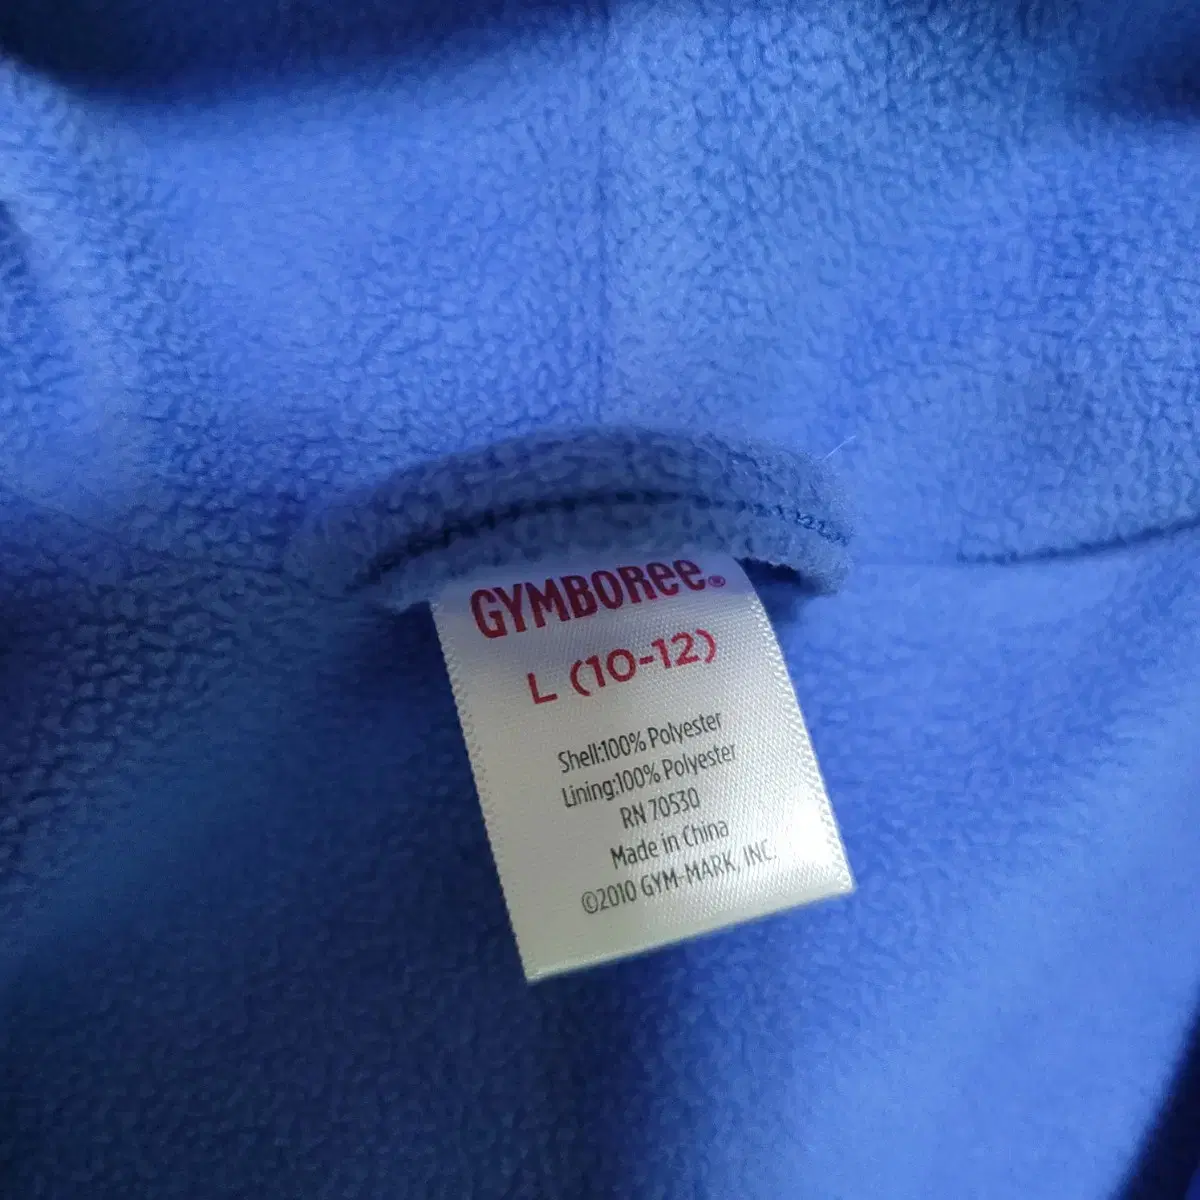 GYMBORee®
L (10-12)
Shell:100% Polyester
Lining:100% Polyester
RN 70530
Made in China
©2010 GYM-MARK, INC.